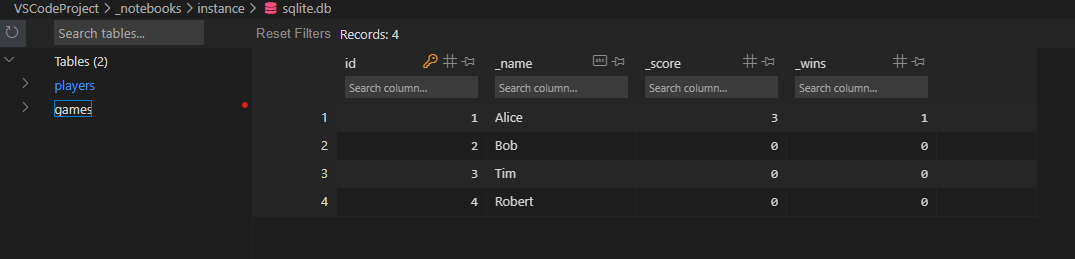 VSCodeProject > _notebooks > instance > sqlite.db
Search tables... Reset Filters Records: 4
Tables (2)
players
games
id _name _score _wins
Search column... Search column... Search column... Search column...
1 1 Alice 3 1
2 2 Bob 0 0
3 3 Tim 0 0
4 4 Robert 0 0